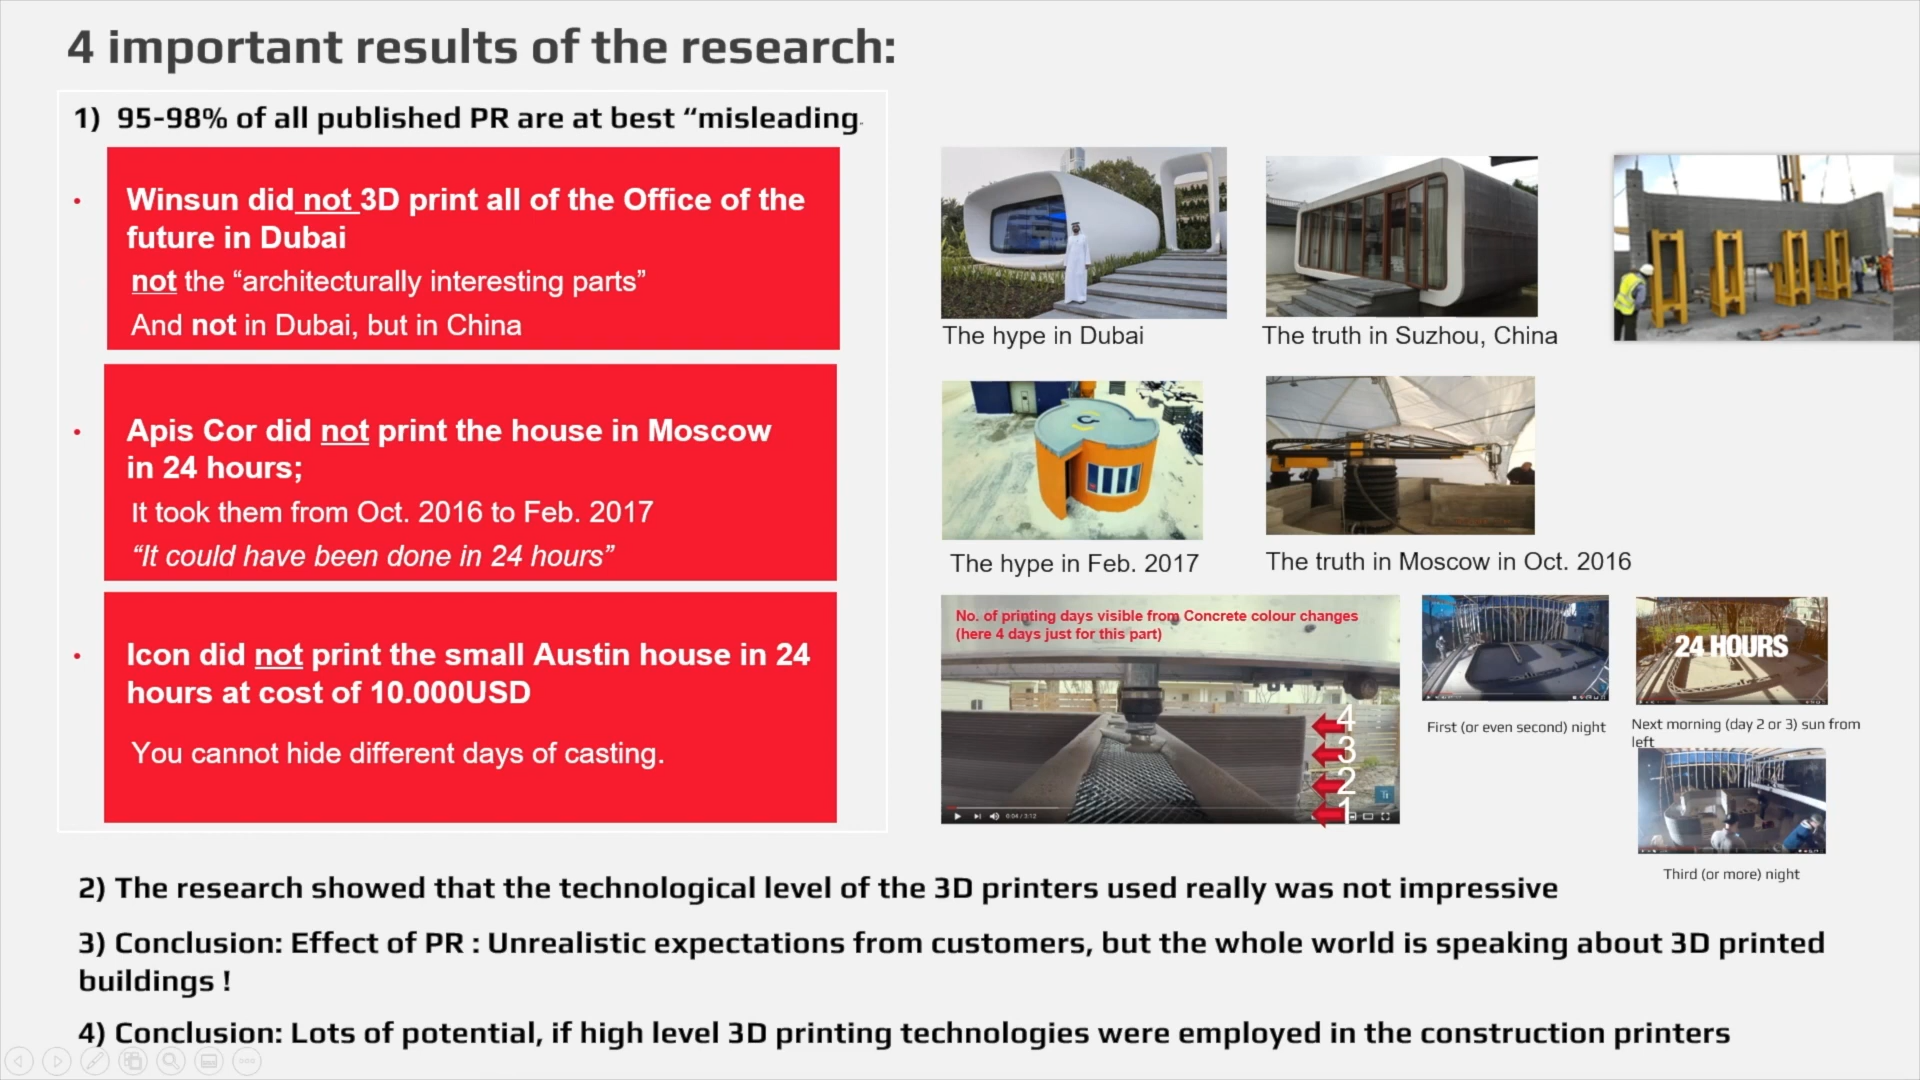 4 important results of the research:
1) 95-98% of all published PR are at best “misleading
• Winsun did not 3D print all of the Office of the
future in Dubai
not the “architecturally interesting parts”
And not in Dubai, but in China
The hype in Dubai
The truth in Suzhou, China
• Apis Cor did not print the house in Moscow
in 24 hours;
It took them from Oct. 2016 to Feb. 2017
“It could have been done in 24 hours”
The hype in Feb. 2017
The truth in Moscow in Oct. 2016
• Icon did not print the small Austin house in 24
hours at cost of 10.000USD
You cannot hide different days of casting.
No. of printing days visible from Concrete colour changes
(here 4 days just for this part)
4
3
2
1
Tr
0:04 / 3:12
First (or even second) night
24 HOURS
Next morning (day 2 or 3) sun from
left
Third (or more) night
2) The research showed that the technological level of the 3D printers used really was not impressive
3) Conclusion: Effect of PR : Unrealistic expectations from customers, but the whole world is speaking about 3D printed
buildings !
4) Conclusion: Lots of potential, if high level 3D printing technologies were employed in the construction printers